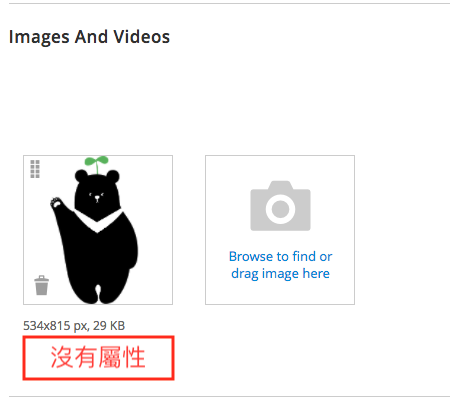 Images And Videos
Browse to find or
drag image here
534x815 px, 29 KB
沒有屬性